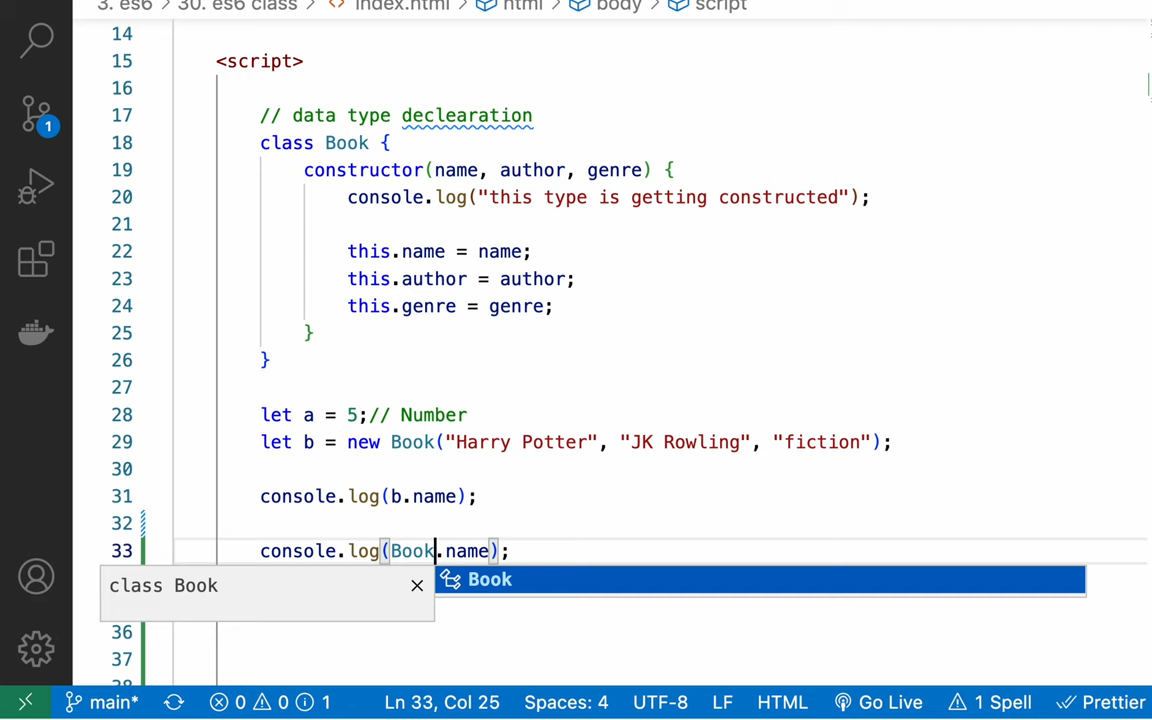 3. es6 > 30. es6 class > index.html > html > body > script
14
15 <script>
16
17 // data type declearation
18 class Book {
19 constructor(name, author, genre) {
20 console.log("this type is getting constructed");
21
22 this.name = name;
23 this.author = author;
24 this.genre = genre;
25 }
26 }
27
28 let a = 5;// Number
29 let b = new Book("Harry Potter", "JK Rowling", "fiction");
30
31 console.log(b.name);
32
33 console.log(Book.name);
class Book × Book
36
37
1
main* 0 0 1 Ln 33, Col 25 Spaces: 4 UTF-8 LF HTML Go Live 1 Spell Prettier